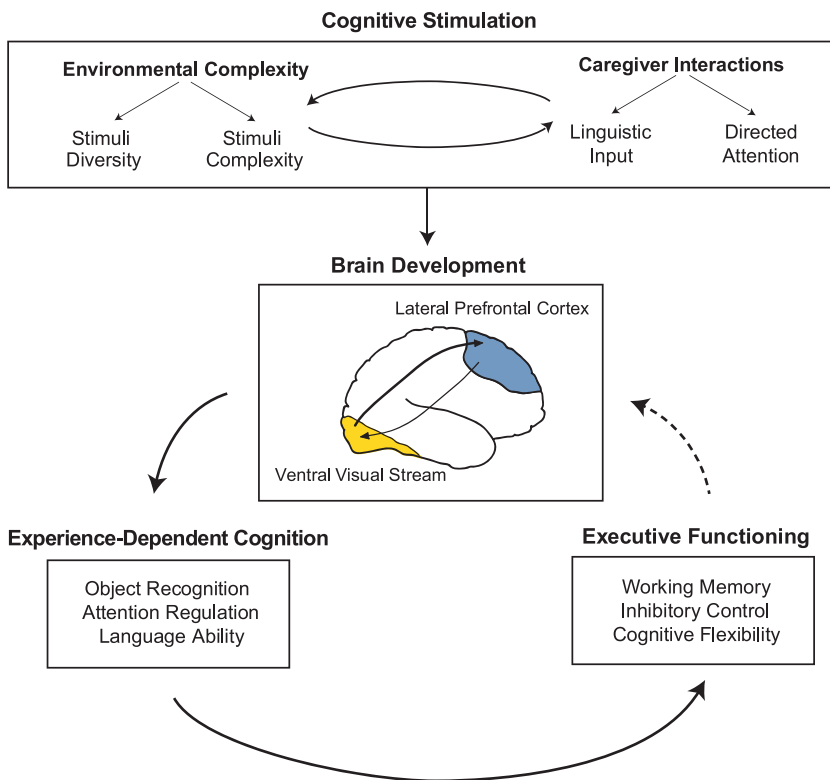 Cognitive Stimulation
Environmental Complexity
Caregiver Interactions
Stimuli
Diversity
Stimuli
Complexity
Linguistic
Input
Directed
Attention
Brain Development
Lateral Prefrontal Cortex
Ventral Visual Stream
Experience-Dependent Cognition
Object Recognition
Attention Regulation
Language Ability
Executive Functioning
Working Memory
Inhibitory Control
Cognitive Flexibility